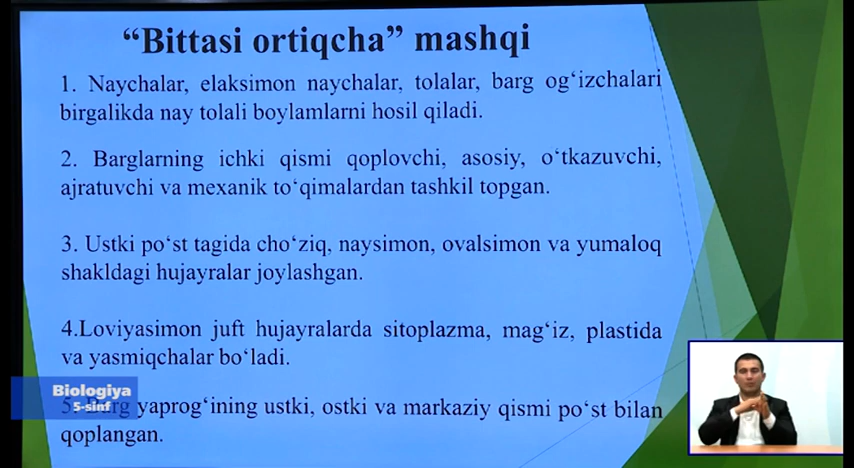 “Bittasi ortiqcha” mashqi
1. Naychalar, elaksimon naychalar, tolalar, barg og‘izchalari
birgalikda nay tolali boylamlarni hosil qiladi.
2. Barglarning ichki qismi qoplovchi, asosiy, o‘tkazuvchi,
ajratuvchi va mexanik to‘qimalardan tashkil topgan.
3. Ustki po‘st tagida cho‘ziq, naysimon, ovalsimon va yumaloq
shakldagi hujayralar joylashgan.
4.Loviyasimon juft hujayralarda sitoplazma, mag‘iz, plastida
va yasmiqchalar bo‘ladi.
5. Barg yaprog‘ining ustki, ostki va markaziy qismi po‘st bilan
qoplangan.
Biologiya
5-sinf